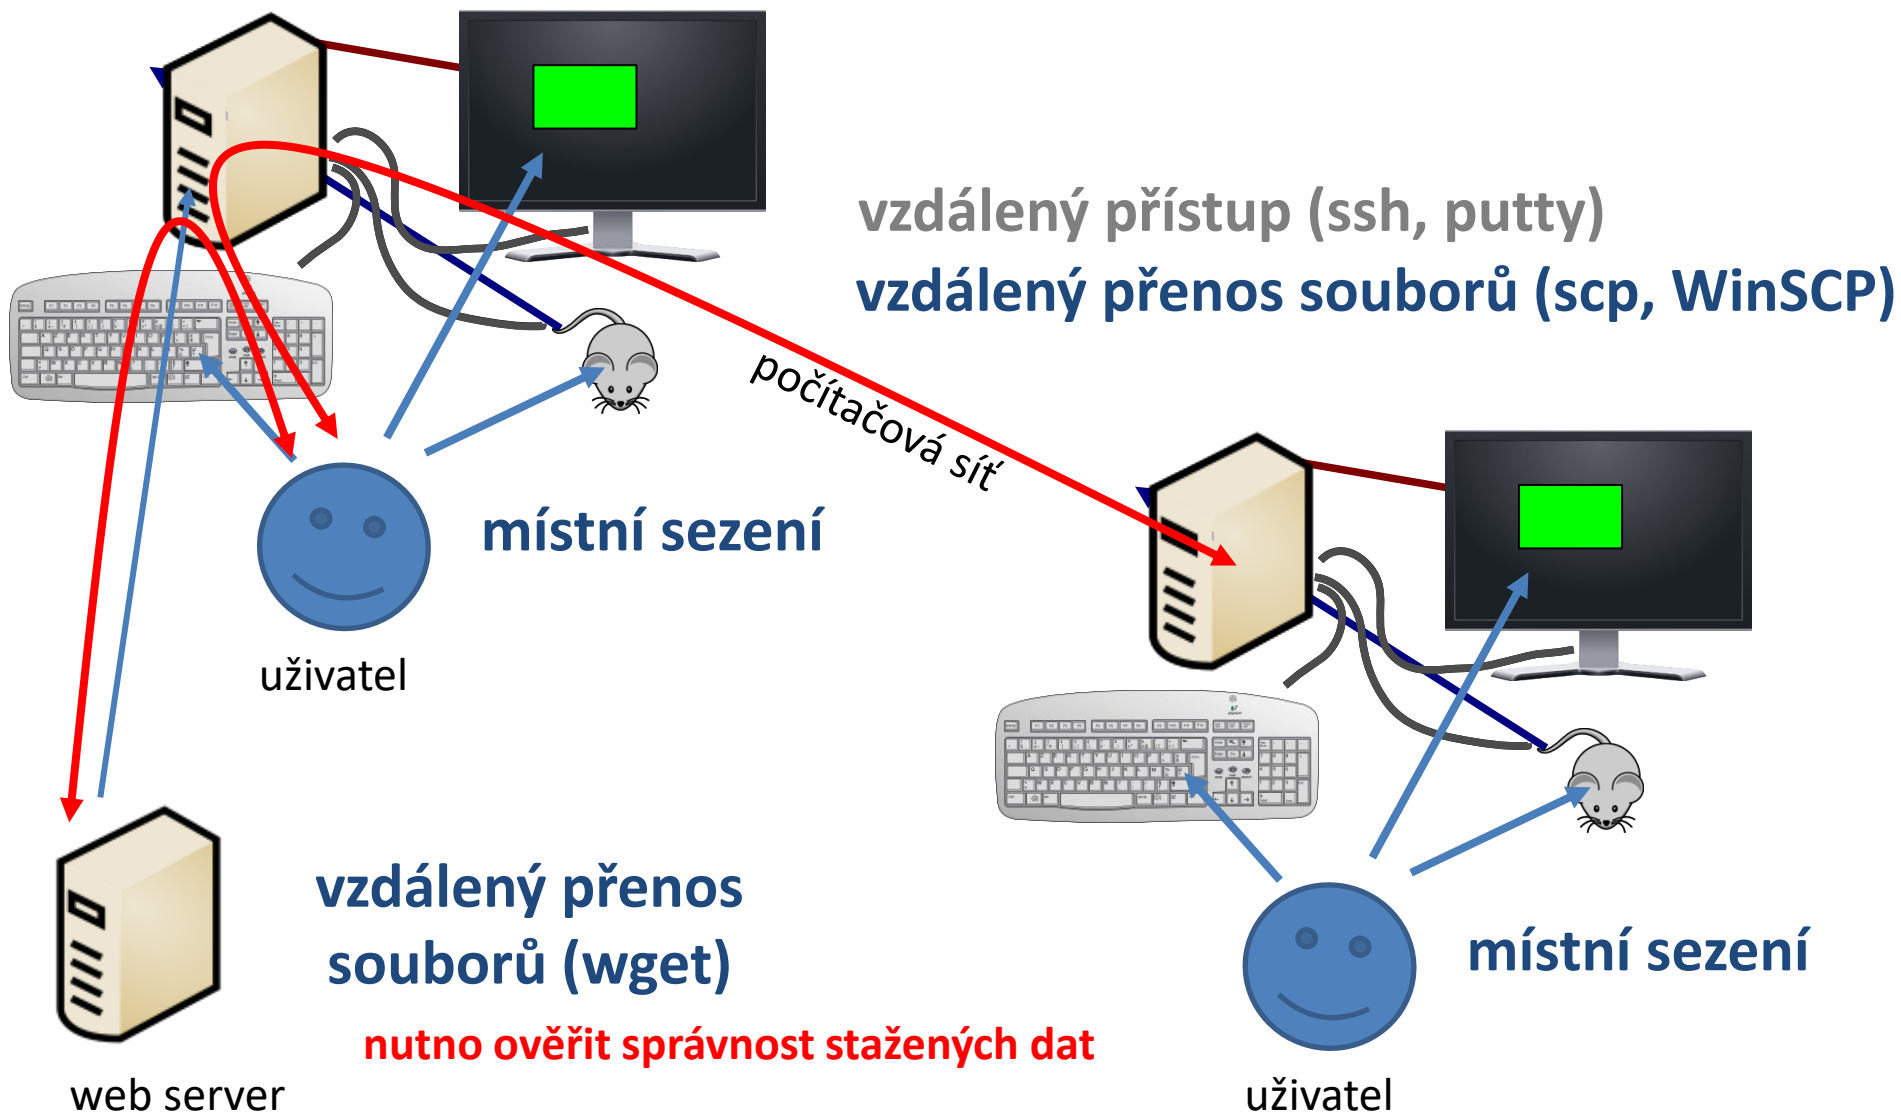 vzdálený přístup (ssh, putty)
vzdálený přenos souborů (scp, WinSCP)
počítačová síť
místní sezení
uživatel
vzdálený přenos
souborů (wget)
místní sezení
nutno ověřit správnost stažených dat
web server
uživatel